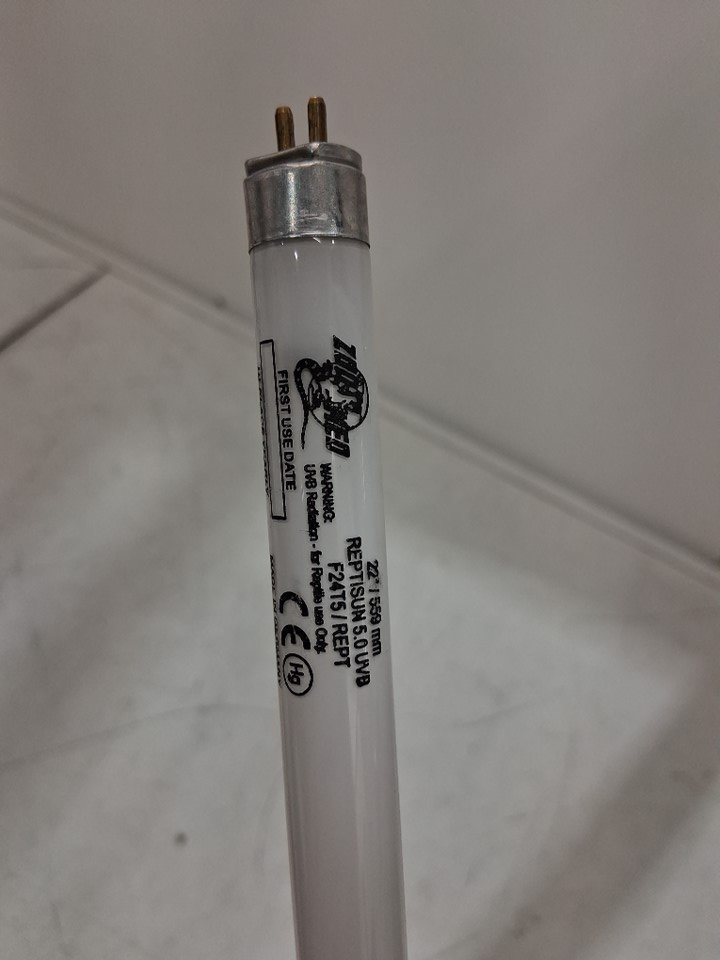 ZOO MED
FIRST USE DATE
WARNING:
UVB Radiation - for Reptile use Only.
22" / 559 mm
REPTISUN 5.0 UVB
F24T5 / REPT
CE
Hg